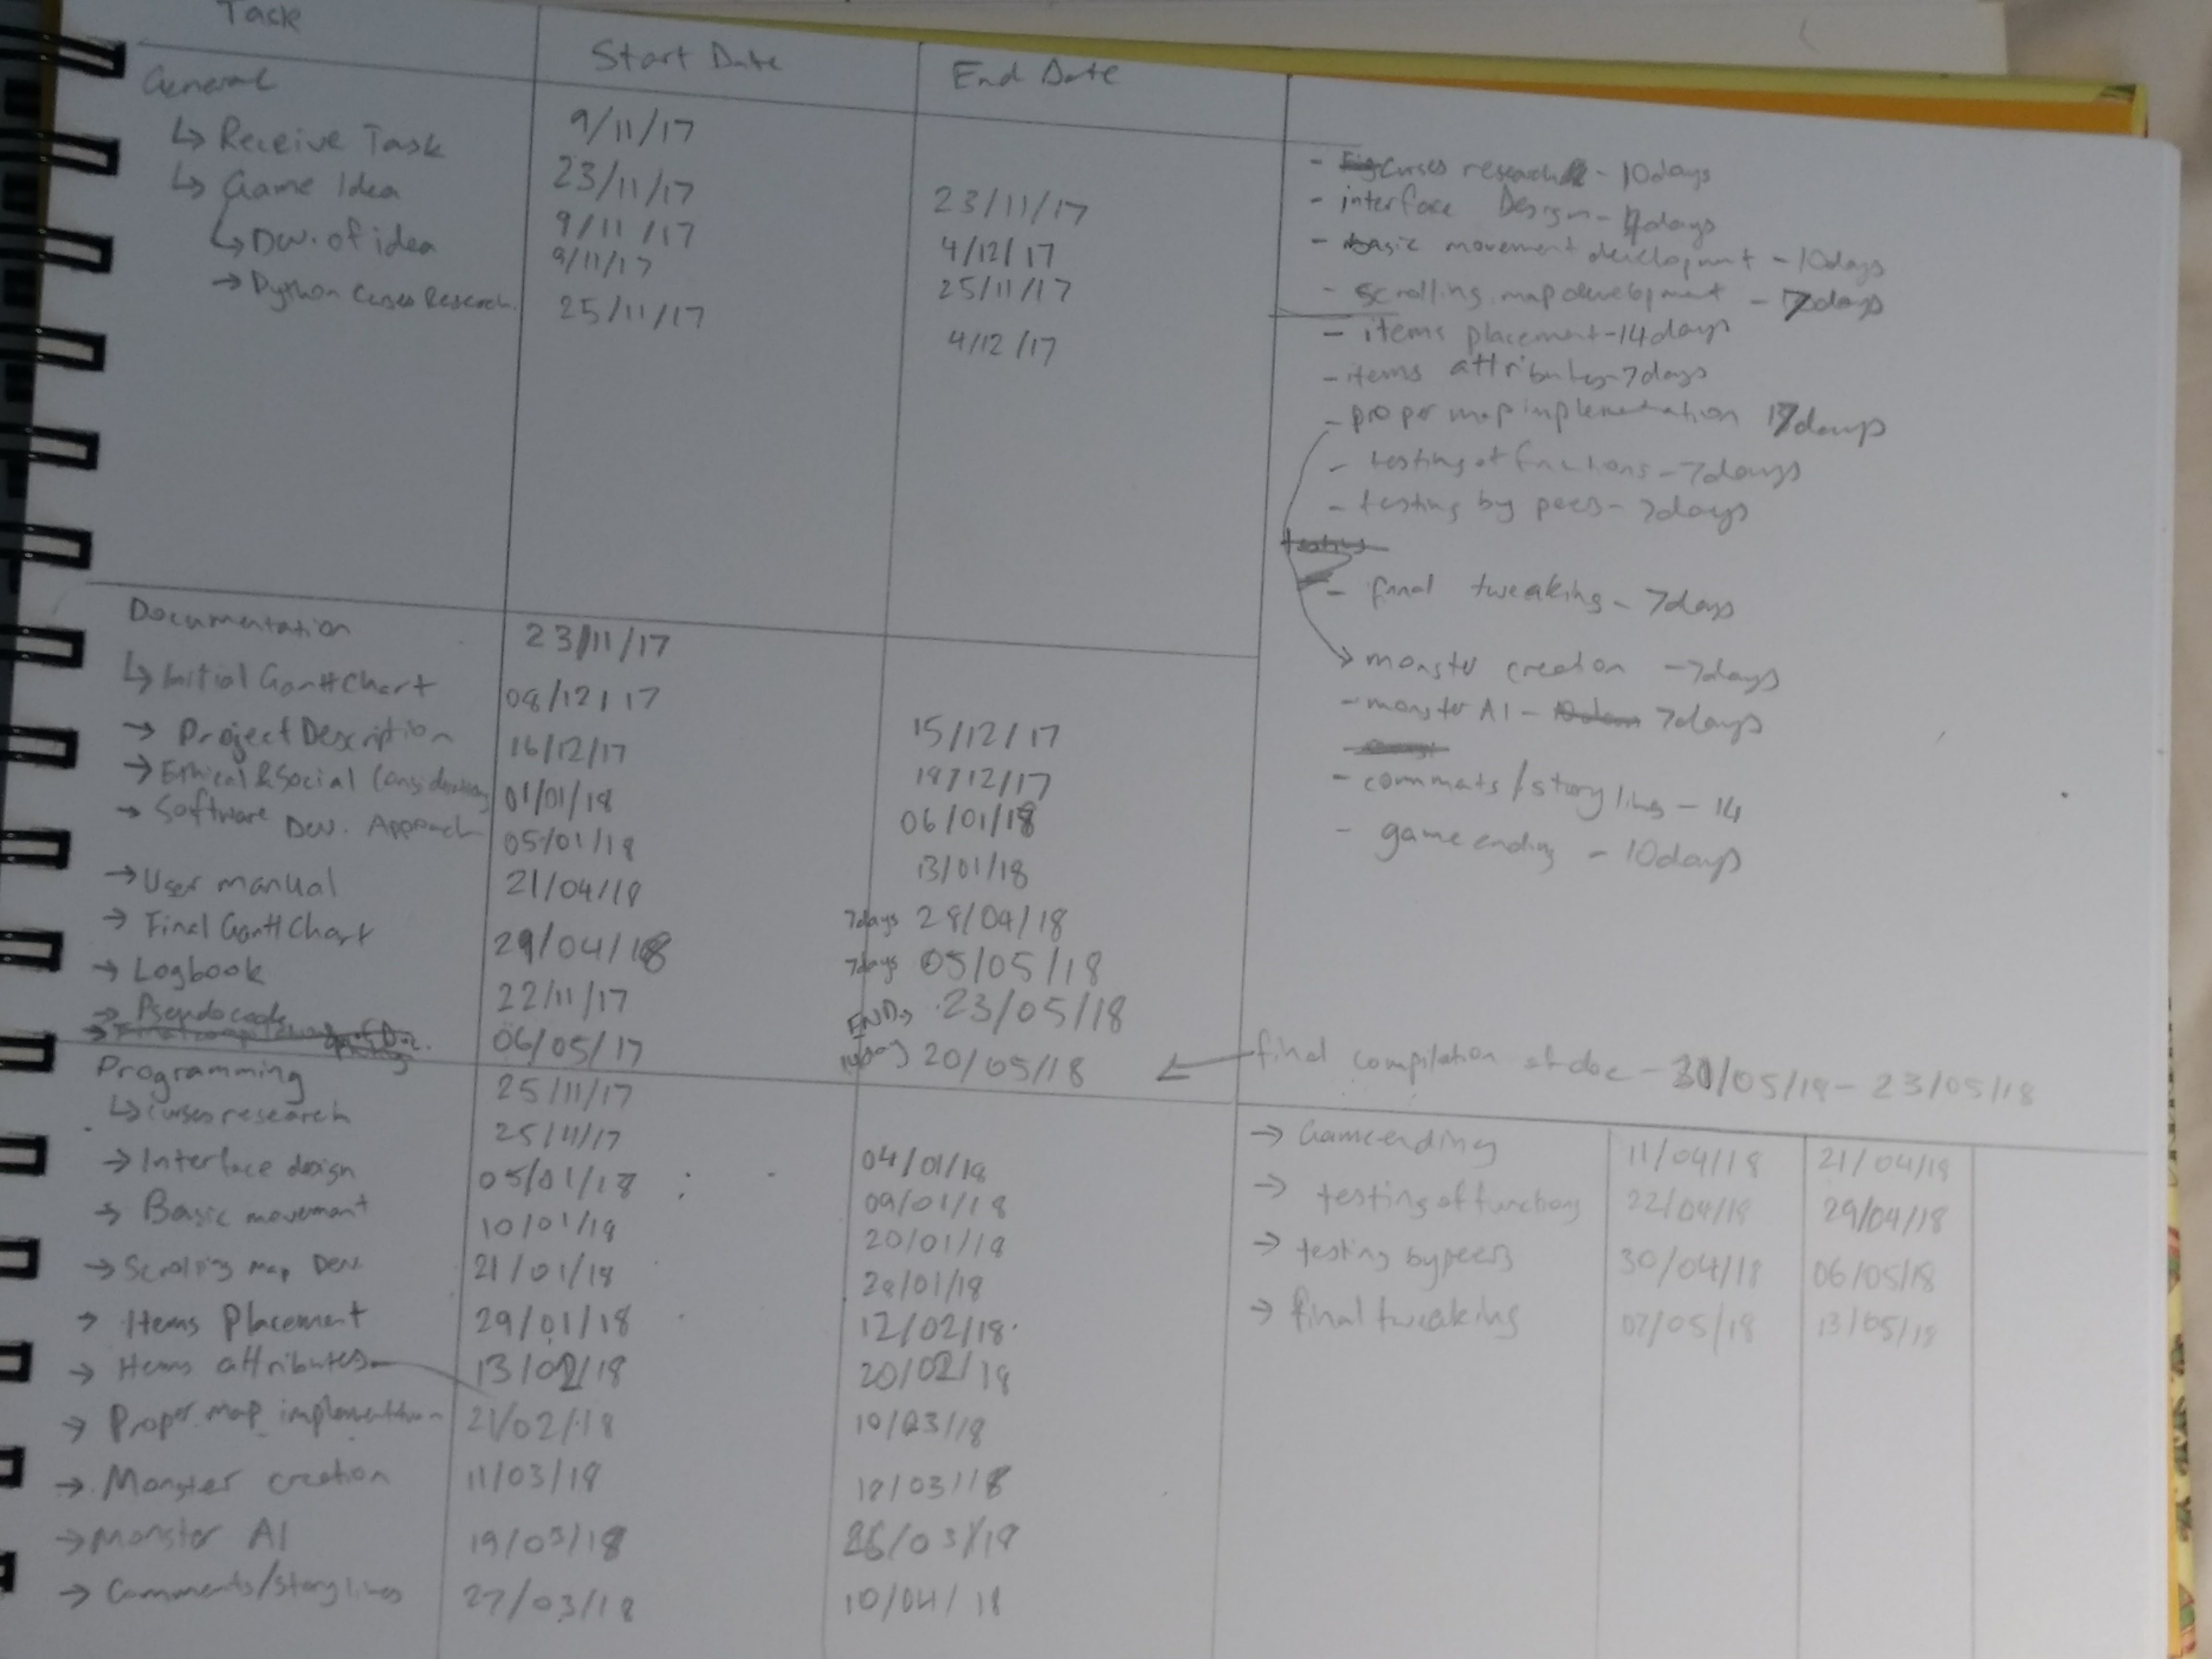 Task Start Date End Date
General 9/11/17
↳ Receive Task 23/11/17 23/11/17
↳ Game Idea 9/11/17 4/12/17
↳ Dev. of idea 9/11/17 25/11/17
→ Python Curses Research 25/11/17 4/12/17
Documentation 23/11/17
↳ Initial Gantt Chart 08/12/17 15/12/17
→ Project Description 16/12/17 18/12/17
→ Ethical & Social Considerations 01/01/18 06/01/18
→ Software Dev. Approach 05/01/18 13/01/18
→ User manual 21/04/18 7days 28/04/18
→ Final Gantt Chart 29/04/18 7days 05/05/18
→ Logbook 22/11/17 END→ 23/05/18
→ Pseudocode 06/05/17 20/05/18
Programming 25/11/17
↳ Curses research 25/11/17 04/01/18
→ Interface design 05/01/18 09/01/18
→ Basic movement 10/01/18 20/01/18
→ Scrolling map Dev. 21/01/18 28/01/18
→ Items Placement 29/01/18 12/02/18
→ Items attributes 13/02/18 20/02/18
→ Proper map implementation 21/02/18 10/03/18
→ Monster creation 11/03/18 18/03/18
→ Monster AI 19/03/18 26/03/18
→ Comments/storylines 27/03/18 10/04/18
- Curses research - 10days
- interface Design - days
- basic movement development - 10days
- scrolling map development - 7days
- items placement - 14days
- items attributes - 7days
- proper map implementation 17days
- testing of functions - 7days
- testing by peers - 7days
- final tweaking - 7days
→ monster creation - 7days
- monster AI - 7days
- comments / story lines - 14
- game ending - 10days
← final compilation of doc - /05/18 - 23/05/18
→ Game ending 11/04/18 21/04/18
→ testing of functions 22/04/18 29/04/18
→ testing by peers 30/04/18 06/05/18
→ final tweaking 07/05/18 13/05/18